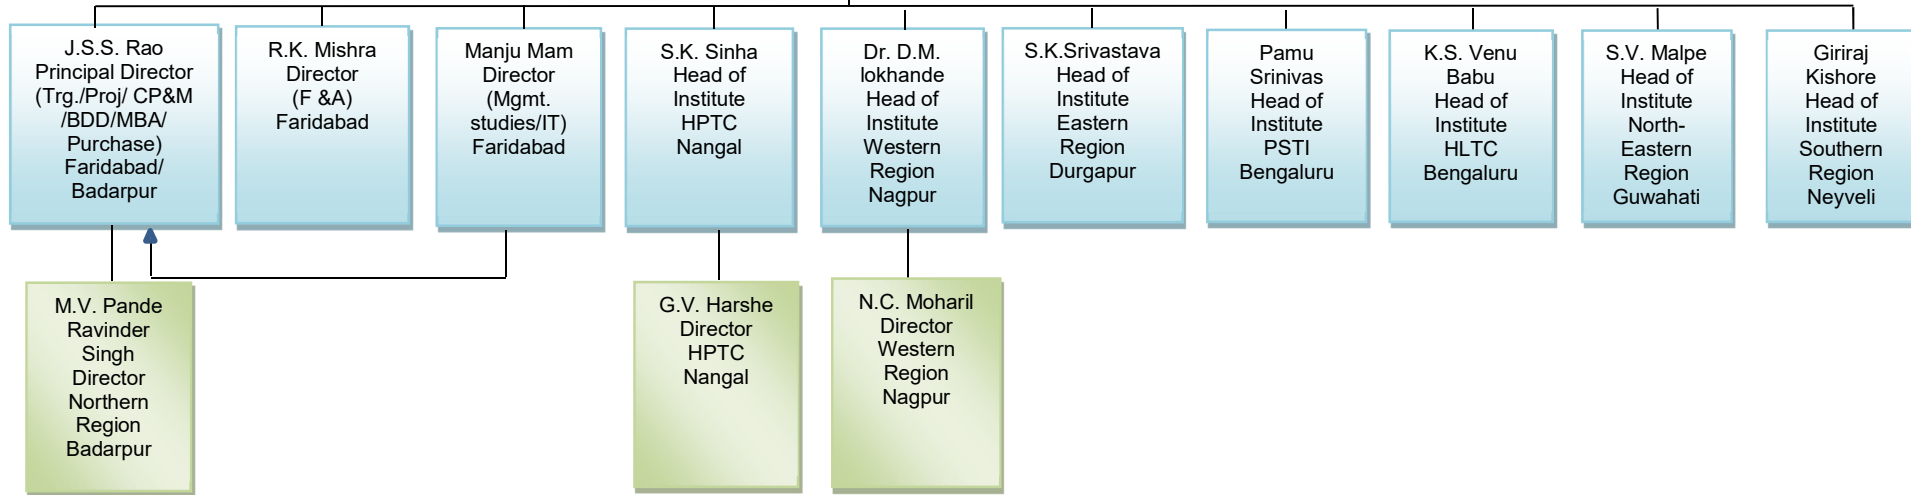 J.S.S. Rao
Principal Director
(Trg./Proj/ CP&M
/BDD/MBA/
Purchase)
Faridabad/
Badarpur
R.K. Mishra
Director
(F &A)
Faridabad
Manju Mam
Director
(Mgmt.
studies/IT)
Faridabad
S.K. Sinha
Head of
Institute
HPTC
Nangal
Dr. D.M.
lokhande
Head of
Institute
Western
Region
Nagpur
S.K.Srivastava
Head of
Institute
Eastern
Region
Durgapur
Pamu
Srinivas
Head of
Institute
PSTI
Bengaluru
K.S. Venu
Babu
Head of
Institute
HLTC
Bengaluru
S.V. Malpe
Head of
Institute
North-
Eastern
Region
Guwahati
Giriraj
Kishore
Head of
Institute
Southern
Region
Neyveli
M.V. Pande
Ravinder
Singh
Director
Northern
Region
Badarpur
G.V. Harshe
Director
HPTC
Nangal
N.C. Moharil
Director
Western
Region
Nagpur